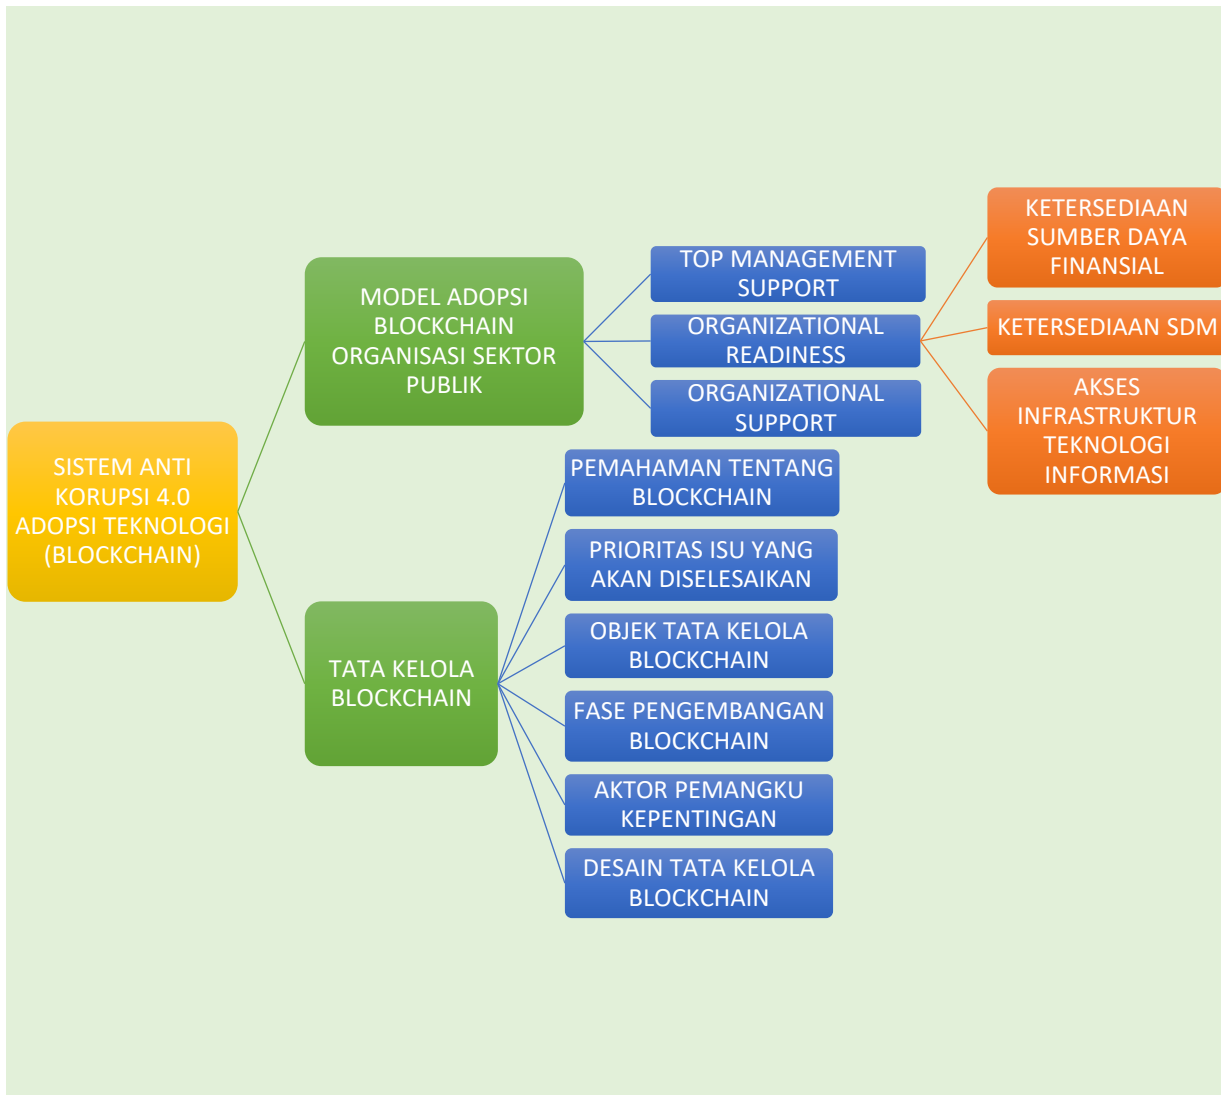 SISTEM ANTI
KORUPSI 4.0
ADOPSI TEKNOLOGI
(BLOCKCHAIN)
MODEL ADOPSI
BLOCKCHAIN
ORGANISASI SEKTOR
PUBLIK
TOP MANAGEMENT
SUPPORT
ORGANIZATIONAL
READINESS
ORGANIZATIONAL
SUPPORT
KETERSEDIAAN
SUMBER DAYA
FINANSIAL
KETERSEDIAAN SDM
AKSES
INFRASTRUKTUR
TEKNOLOGI
INFORMASI
TATA KELOLA
BLOCKCHAIN
PEMAHAMAN TENTANG
BLOCKCHAIN
PRIORITAS ISU YANG
AKAN DISELESAIKAN
OBJEK TATA KELOLA
BLOCKCHAIN
FASE PENGEMBANGAN
BLOCKCHAIN
AKTOR PEMANGKU
KEPENTINGAN
DESAIN TATA KELOLA
BLOCKCHAIN